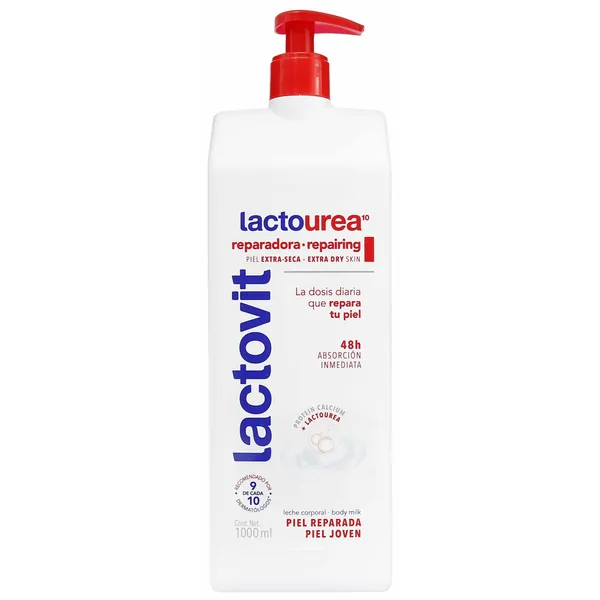 lactourea10
reparadora·repairing
PIEL EXTRA-SECA - EXTRA DRY SKIN
lactovit
La dosis diaria
que repara
tu piel
48h
ABSORCIÓN
INMEDIATA
PROTEIN CALCIUM
+ LACTOUREA
RECOMENDADO POR
9
DE CADA
10
DERMATÓLOGOS*
Cont. Net.
1000ml
leche corporal - body milk
PIEL REPARADA
PIEL JOVEN